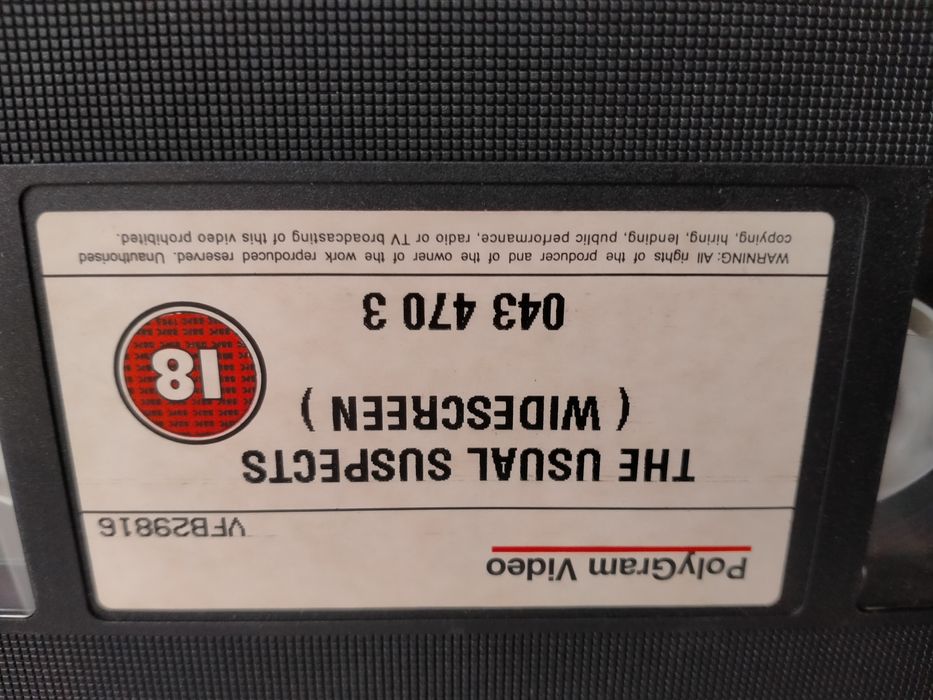 PolyGram Video
VFB29816
THE USUAL SUSPECTS
( WIDESCREEN )
18
043 470 3
WARNING: All rights of the producer and of the owner of the work reproduced reserved. Unauthorised
copying, hiring, lending, public performance, radio or TV broadcasting of this video prohibited.